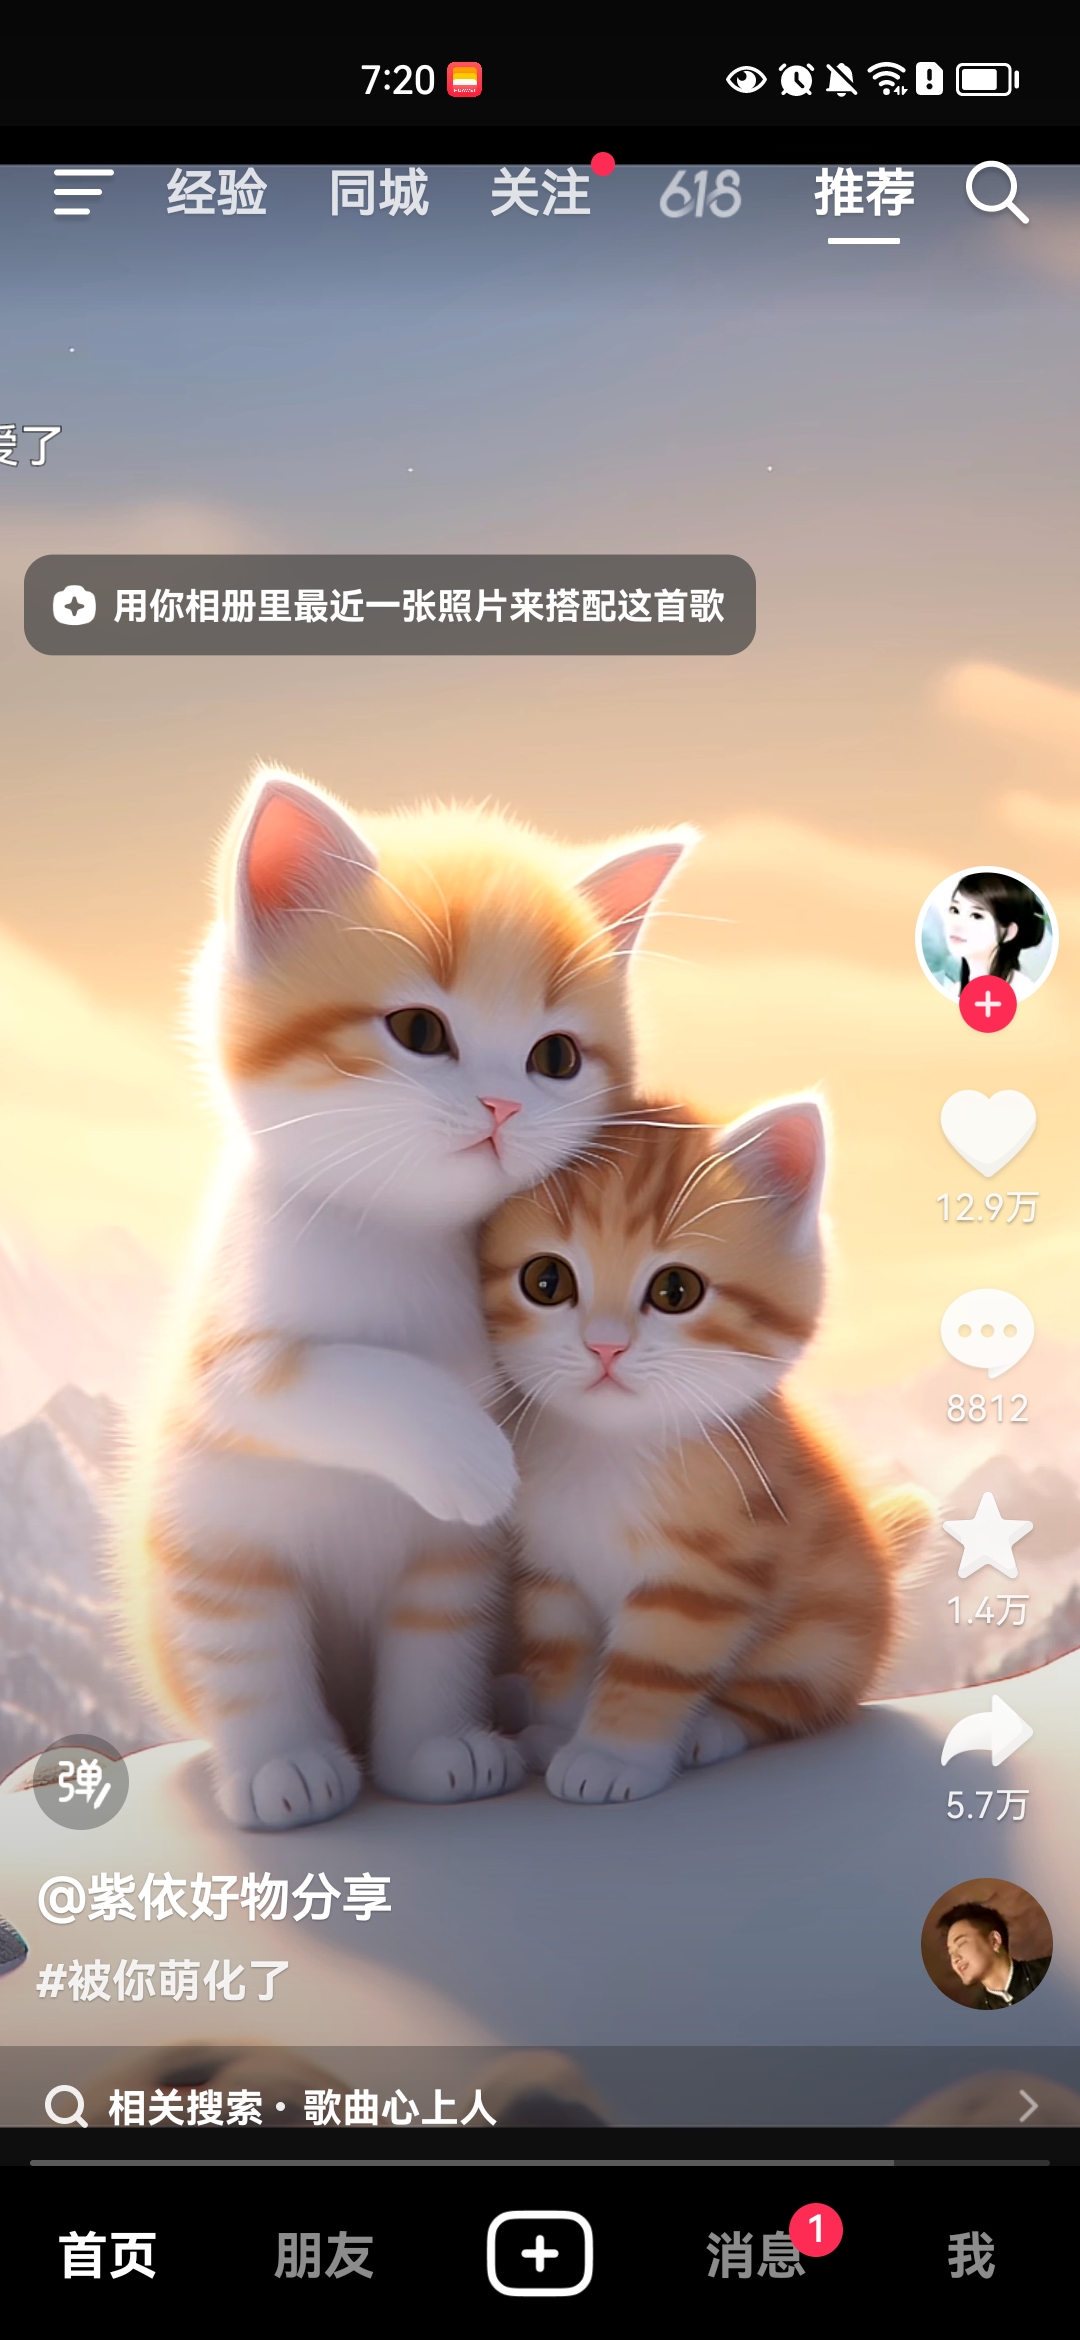 7:20
经验 同城 关注 618 推荐
爱了
用你相册里最近一张照片来搭配这首歌
12.9万
8812
1.4万
5.7万
弹
@紫依好物分享
#被你萌化了
相关搜索·歌曲心上人
首页 朋友 消息 1 我